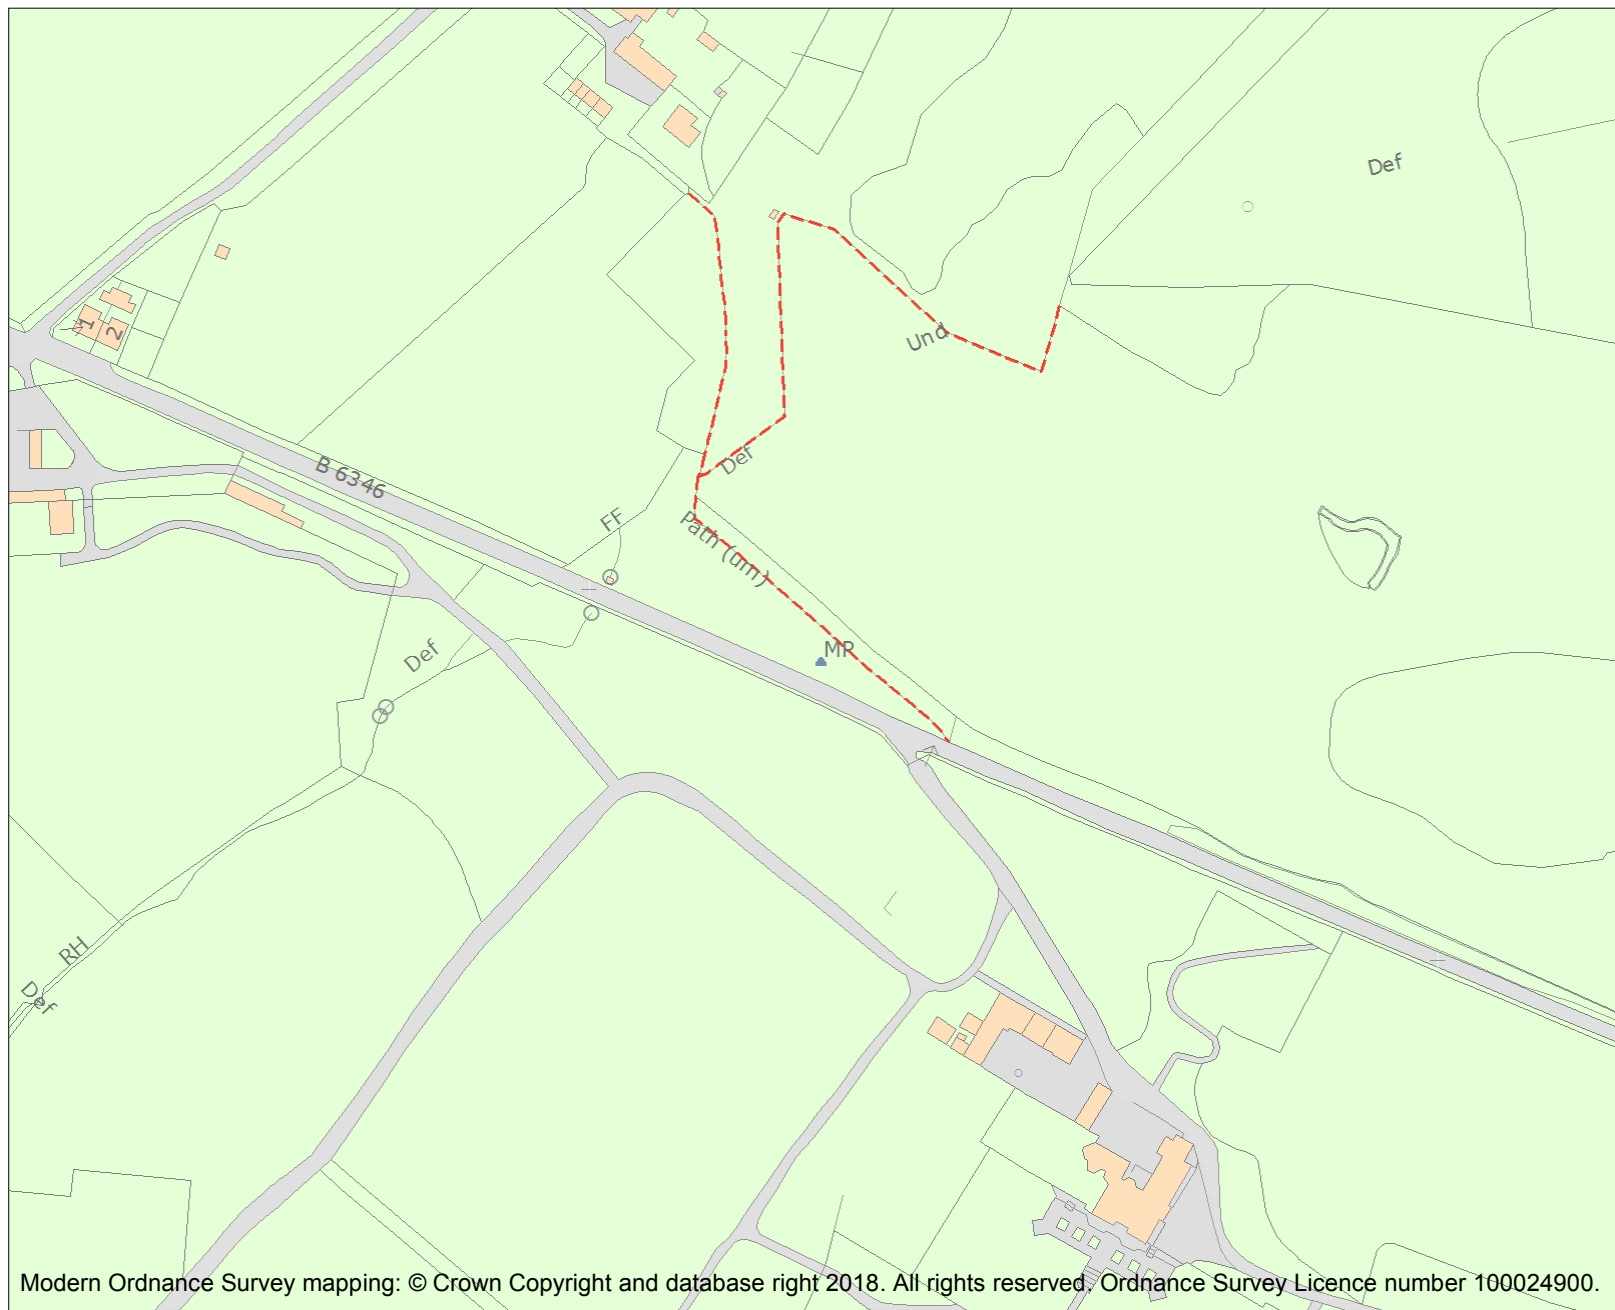 Def
1
2
Und
Def
B 6346
FF
Path (um)
MP
Def
RH
Def
Modern Ordnance Survey mapping: © Crown Copyright and database right 2018. All rights reserved, Ordnance Survey Licence number 100024900.